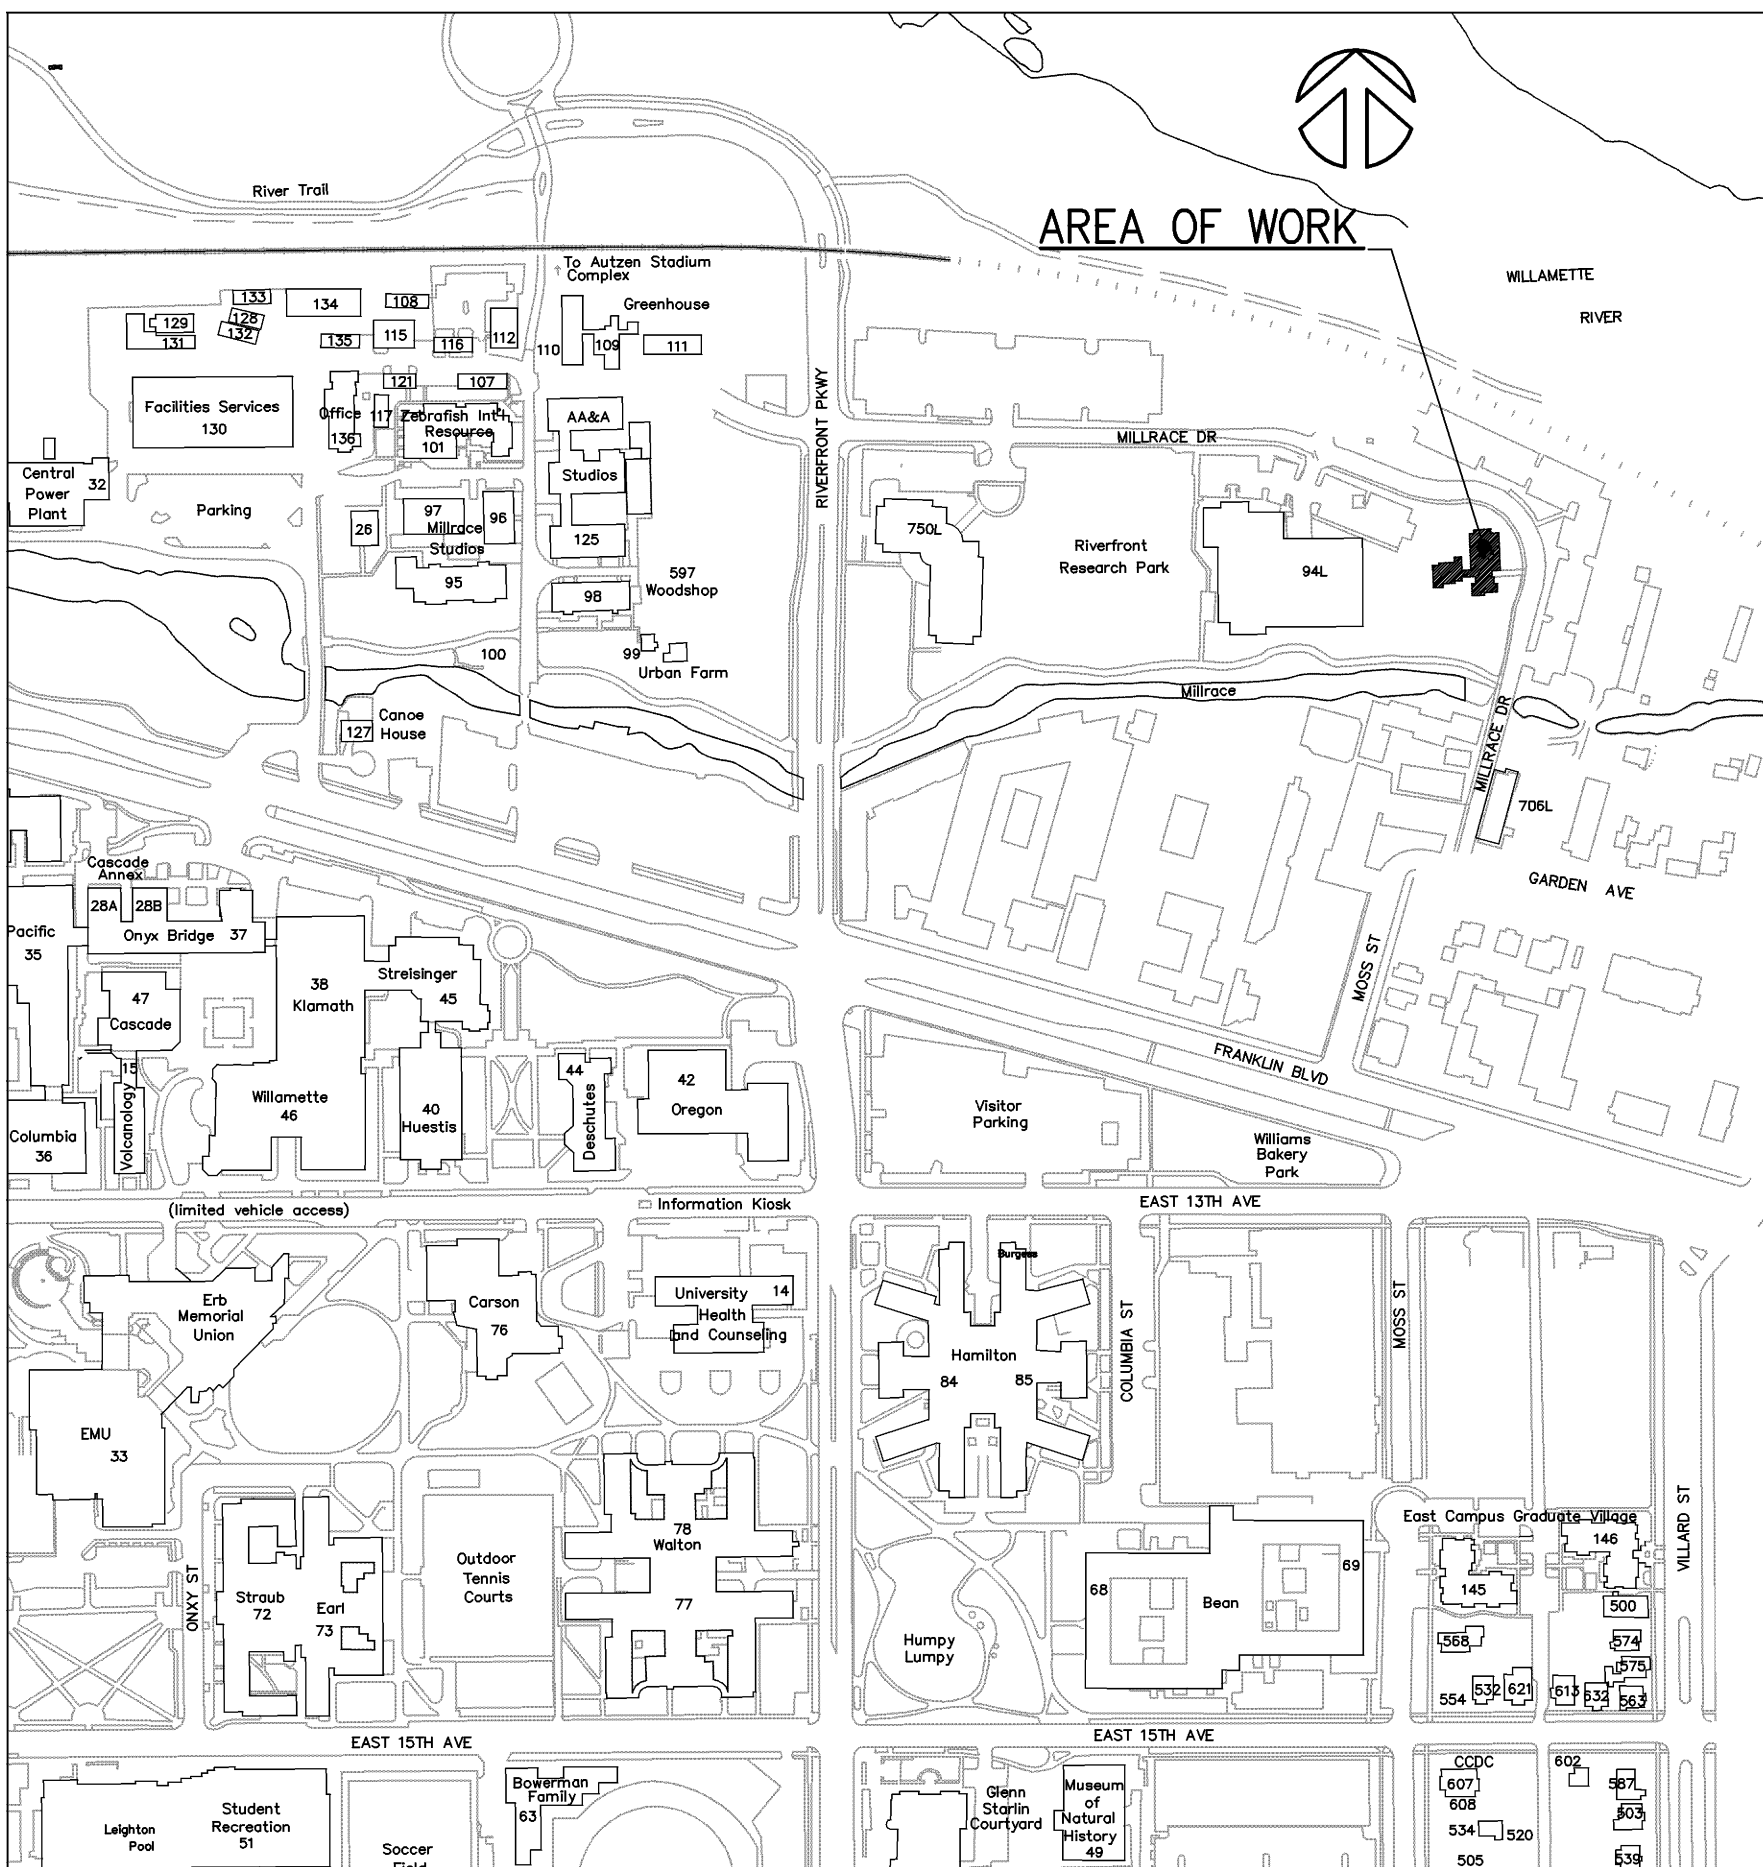 River Trail
AREA OF WORK
WILLAMETTE
RIVER
To Autzen Stadium
Complex
Greenhouse
133
134
108
128
129
132
131
135
115
116
112
110
109
111
121
107
Facilities Services
130
Office
136
117
Zebrafish Int'l
Resource
101
AA&A
Studios
125
RIVERFRONT PKWY
MILLRACE DR
Central
Power
Plant
32
Parking
26
97
96
Millrace
Studios
95
98
597
Woodshop
99
Urban Farm
100
750L
Riverfront
Research Park
94L
Millrace
MILLRACE DR
706L
127
Canoe
House
GARDEN AVE
Cascade
Annex
28A
28B
Onyx Bridge 37
Pacific
35
47
Cascade
38
Klamath
Streisinger
45
MOSS ST
FRANKLIN BLVD
15
Volcanology
Columbia
36
Willamette
46
40
Huestis
44
Deschutes
42
Oregon
Visitor
Parking
Williams
Bakery
Park
(limited vehicle access)
Information Kiosk
EAST 13TH AVE
Burgess
Erb
Memorial
Union
Carson
76
University 14
Health
and Counseling
Hamilton
84
85
COLUMBIA ST
MOSS ST
EMU
33
ONXY ST
Straub
72
Earl
73
Outdoor
Tennis
Courts
78
Walton
77
Humpy
Lumpy
68
Bean
69
East Campus Graduate Village
146
145
VILLARD ST
500
568
574
575
554
532
621
613
632
563
EAST 15TH AVE
EAST 15TH AVE
CCDC
607
608
602
587
503
534
520
505
539
Leighton
Pool
Student
Recreation
51
Soccer
Field
Bowerman
Family
63
Glenn
Starlin
Courtyard
Museum
of
Natural
History
49